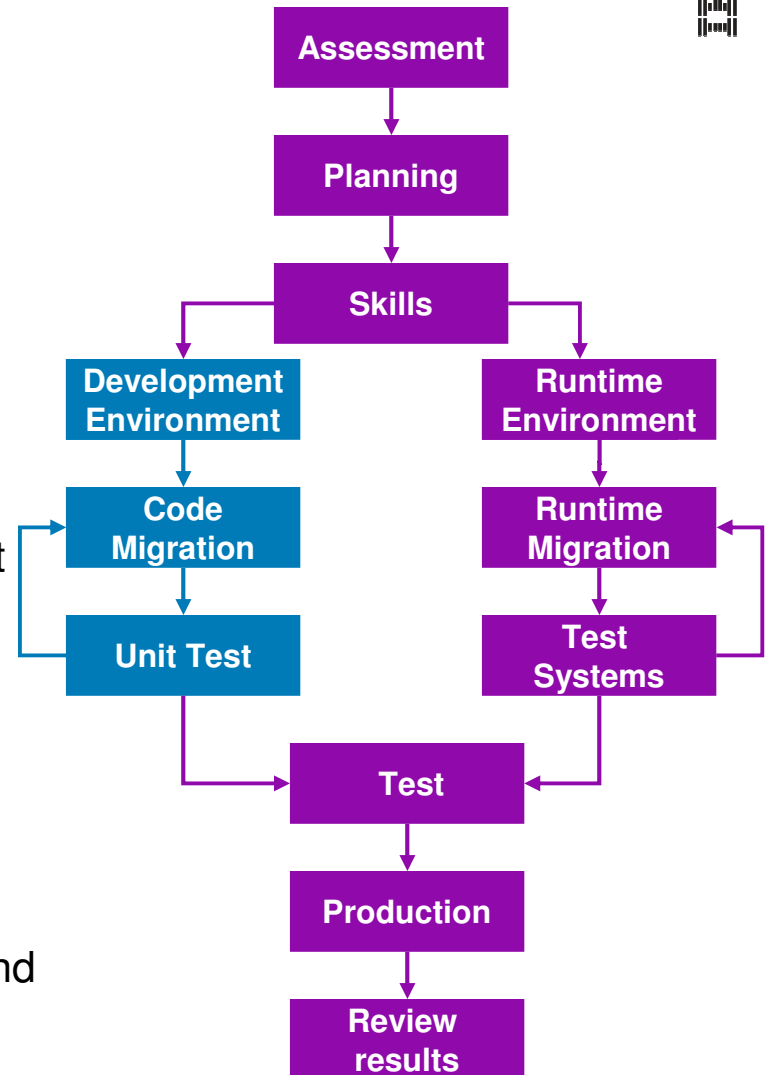 Assessment
Planning
Skills
Development
Environment
Runtime
Environment
Code
Migration
Runtime
Migration
t
Unit Test
Test
Systems
Test
Production
nd
Review
results